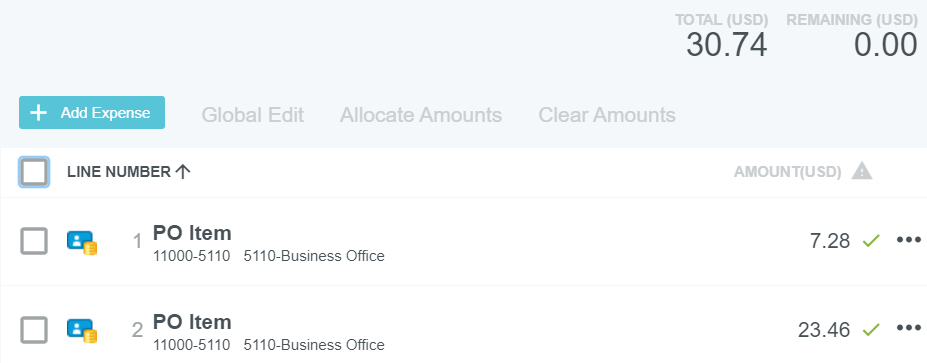 TOTAL (USD) REMAINING (USD)
30.74 0.00
Add Expense Global Edit Allocate Amounts Clear Amounts
LINE NUMBER AMOUNT(USD)
1 PO Item 7.28
11000-5110 5110-Business Office
2 PO Item 23.46
11000-5110 5110-Business Office